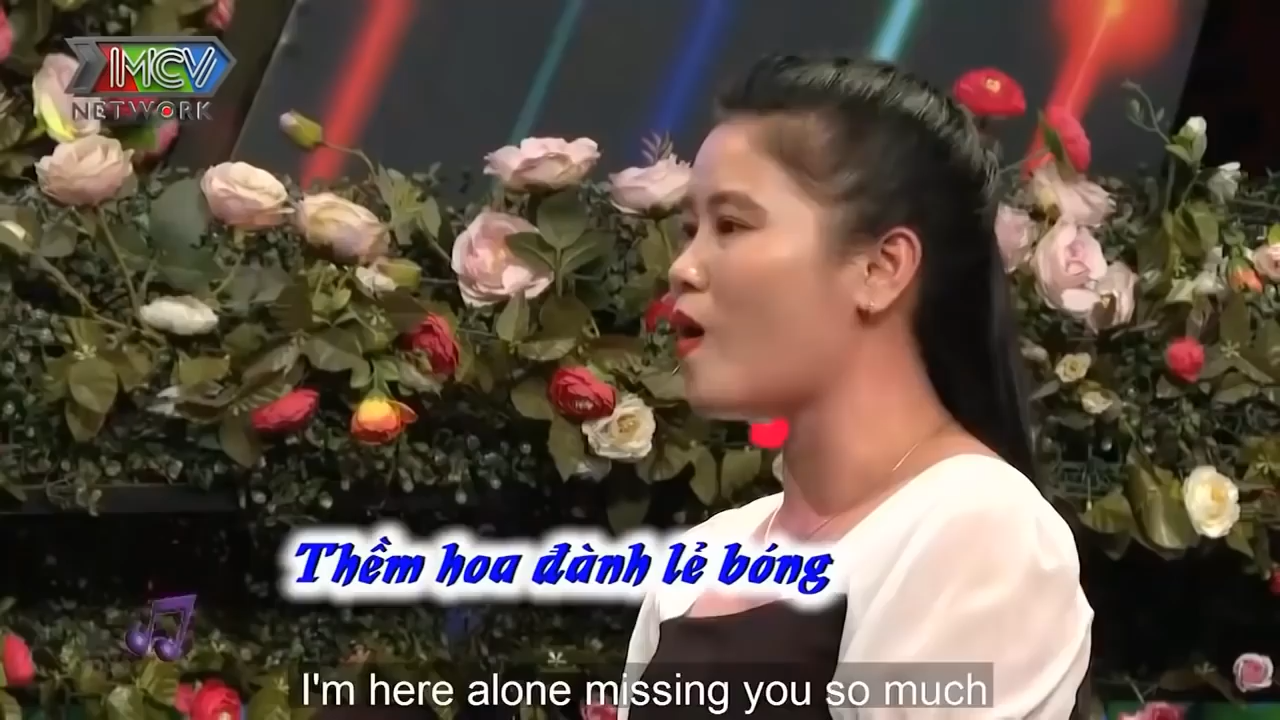 MCV
NETWORK
Thềm hoa đành lẻ bóng
I'm here alone missing you so much